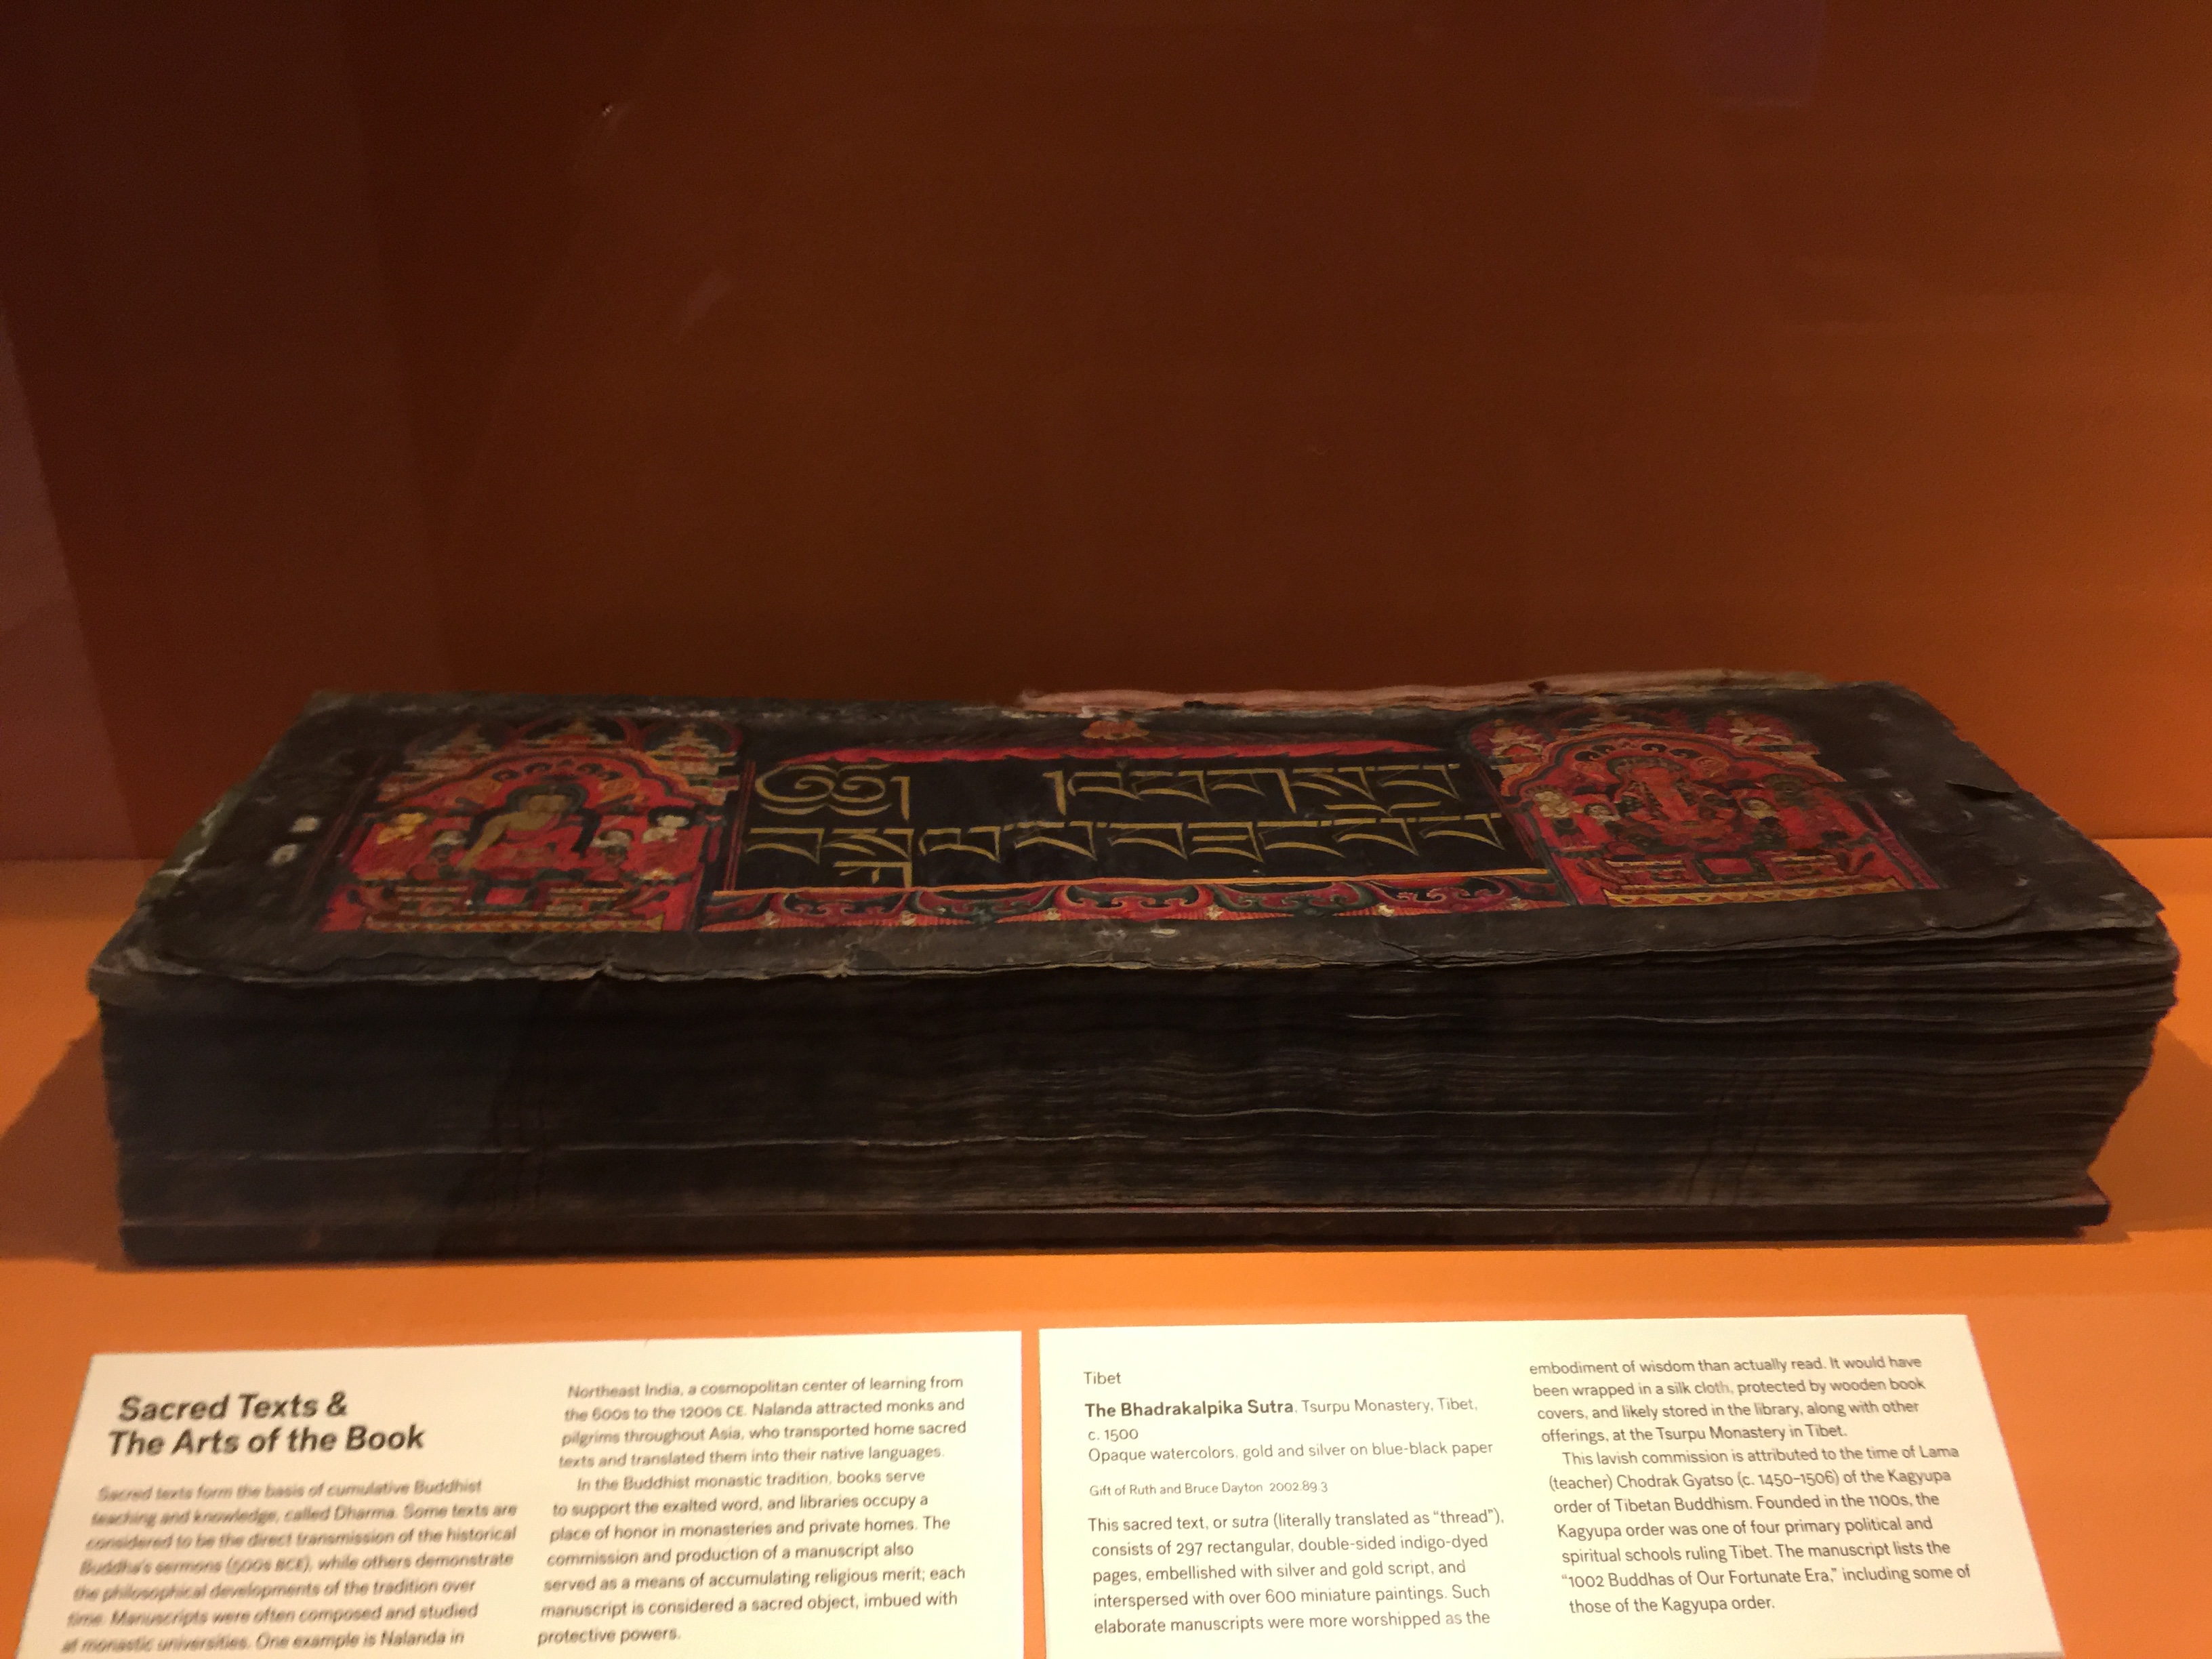 ༄༅། །འཕགས་པ་
བསྐལ་པ་བཟང་
Sacred Texts &
The Arts of the Book
Sacred texts form the basis of cumulative Buddhist
teaching and knowledge, called Dharma. Some texts are
considered to be the direct transmission of the historical
Buddha's sermons (500s BCE), while others demonstrate
the philosophical developments of the tradition over
time. Manuscripts were often composed and studied
at monastic universities. One example is Nalanda in
Northeast India, a cosmopolitan center of learning from
the 600s to the 1200s CE. Nalanda attracted monks and
pilgrims throughout Asia, who transported home sacred
texts and translated them into their native languages.
In the Buddhist monastic tradition, books serve
to support the exalted word, and libraries occupy a
place of honor in monasteries and private homes. The
commission and production of a manuscript also
served as a means of accumulating religious merit; each
manuscript is considered a sacred object, imbued with
protective powers.
Tibet
The Bhadrakalpika Sutra, Tsurpu Monastery, Tibet,
c. 1500
Opaque watercolors, gold and silver on blue-black paper
Gift of Ruth and Bruce Dayton 2002.89.3
This sacred text, or sutra (literally translated as “thread”),
consists of 297 rectangular, double-sided indigo-dyed
pages, embellished with silver and gold script, and
interspersed with over 600 miniature paintings. Such
elaborate manuscripts were more worshipped as the
embodiment of wisdom than actually read. It would have
been wrapped in a silk cloth, protected by wooden book
covers, and likely stored in the library, along with other
offerings, at the Tsurpu Monastery in Tibet.
This lavish commission is attributed to the time of Lama
(teacher) Chodrak Gyatso (c. 1450–1506) of the Kagyupa
order of Tibetan Buddhism. Founded in the 1100s, the
Kagyupa order was one of four primary political and
spiritual schools ruling Tibet. The manuscript lists the
“1002 Buddhas of Our Fortunate Era,” including some of
those of the Kagyupa order.